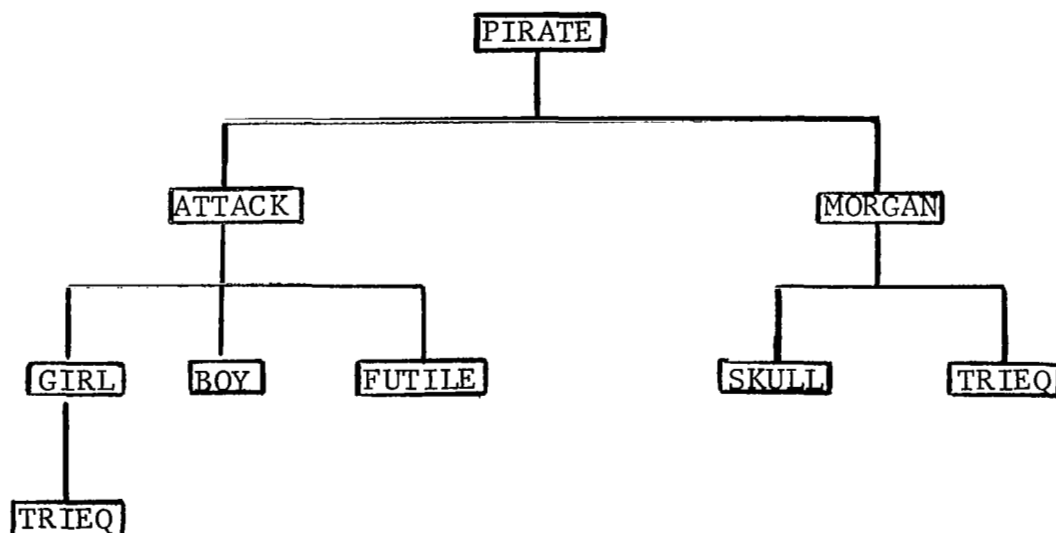 PIRATE
ATTACK MORGAN
GIRL BOY FUTILE SKULL TRIEQ
TRIEQ